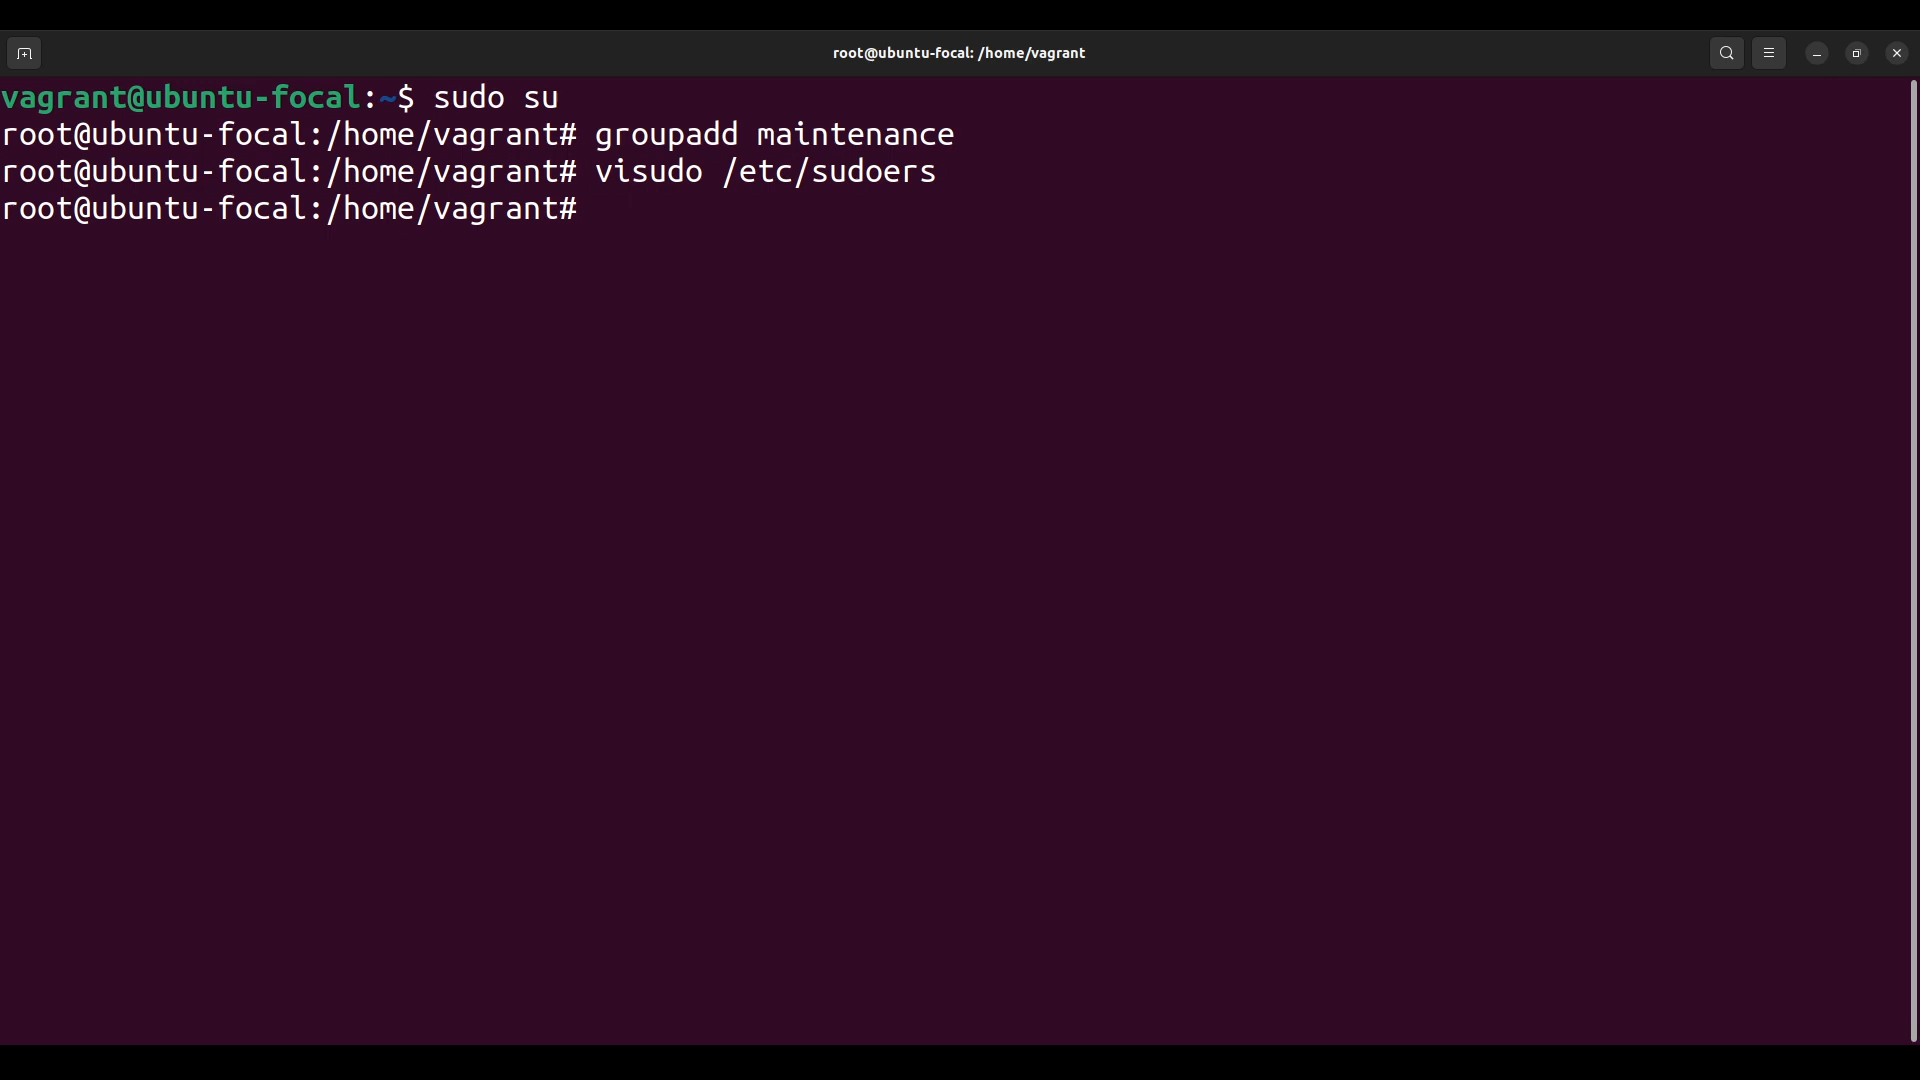 root@ubuntu-focal: /home/vagrant
vagrant@ubuntu-focal:~$ sudo su
root@ubuntu-focal:/home/vagrant# groupadd maintenance
root@ubuntu-focal:/home/vagrant# visudo /etc/sudoers
root@ubuntu-focal:/home/vagrant#